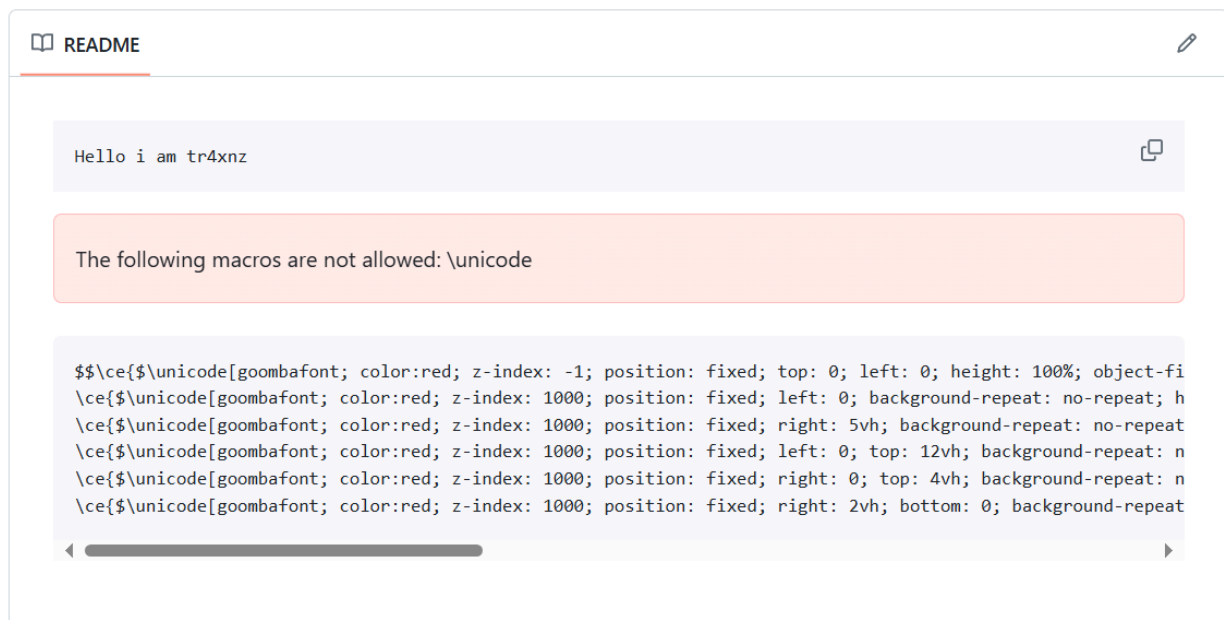 README
Hello i am tr4xnz
The following macros are not allowed: \unicode
$$\ce{$\unicode[goombafont; color:red; z-index: -1; position: fixed; top: 0; left: 0; height: 100%; object-fi
\ce{$\unicode[goombafont; color:red; z-index: 1000; position: fixed; left: 0; background-repeat: no-repeat; h
\ce{$\unicode[goombafont; color:red; z-index: 1000; position: fixed; right: 5vh; background-repeat: no-repeat
\ce{$\unicode[goombafont; color:red; z-index: 1000; position: fixed; left: 0; top: 12vh; background-repeat: n
\ce{$\unicode[goombafont; color:red; z-index: 1000; position: fixed; right: 0; top: 4vh; background-repeat: n
\ce{$\unicode[goombafont; color:red; z-index: 1000; position: fixed; right: 2vh; bottom: 0; background-repeat